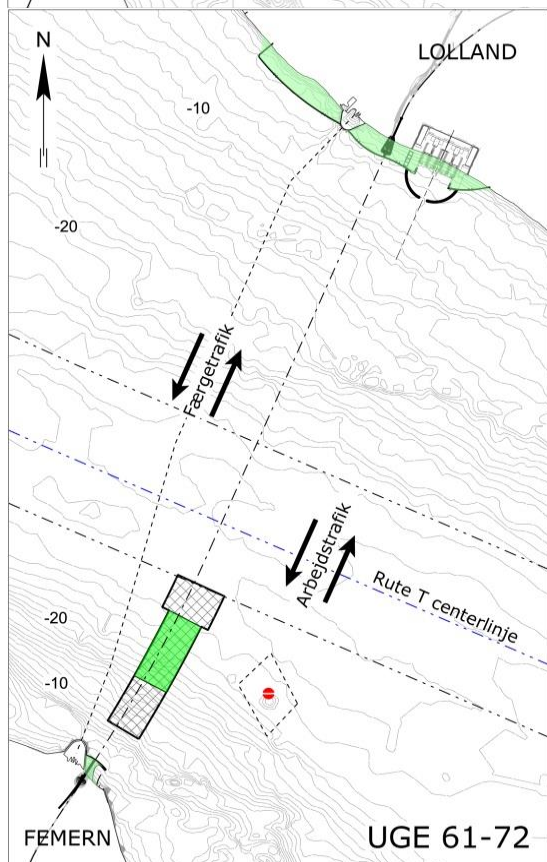 LOLLAND
N
-10
-20
Færgetrafik
Arbejdstrafik
Rute T centerlinje
-20
-10
FEMERN
UGE 61-72